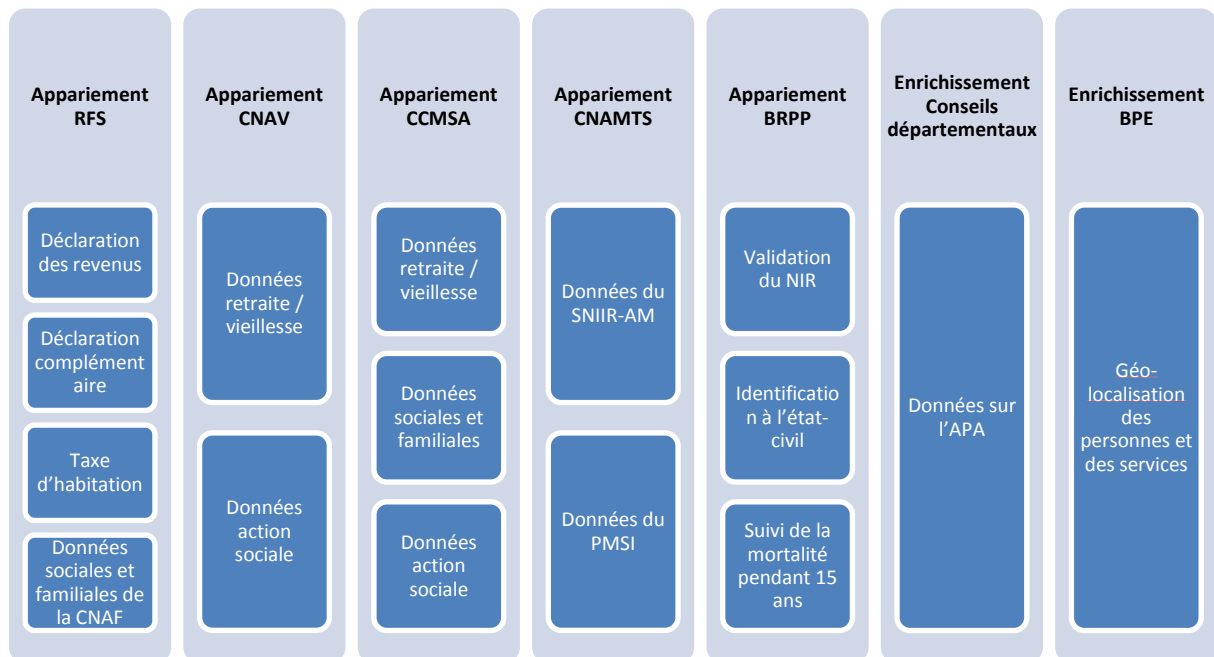 Appariement
RFS
Déclaration
des revenus
Déclaration
complément
aire
Taxe
d'habitation
Données
sociales et
familiales de
la CNAF
Appariement
CNAV
Données
retraite /
vieillesse
Données
action
sociale
Appariement
CCMSA
Données
retraite /
vieillesse
Données
sociales et
familiales
Données
action
sociale
Appariement
CNAMTS
Données du
SNIIR-AM
Données du
PMSI
Appariement
BRPP
Validation
du NIR
Identificatio
n à l'état-
civil
Suivi de la
mortalité
pendant 15
ans
Enrichissement
Conseils
départementaux
Données sur
l'APA
Enrichissement
BPE
Géo-
localisation
des
personnes et
des services